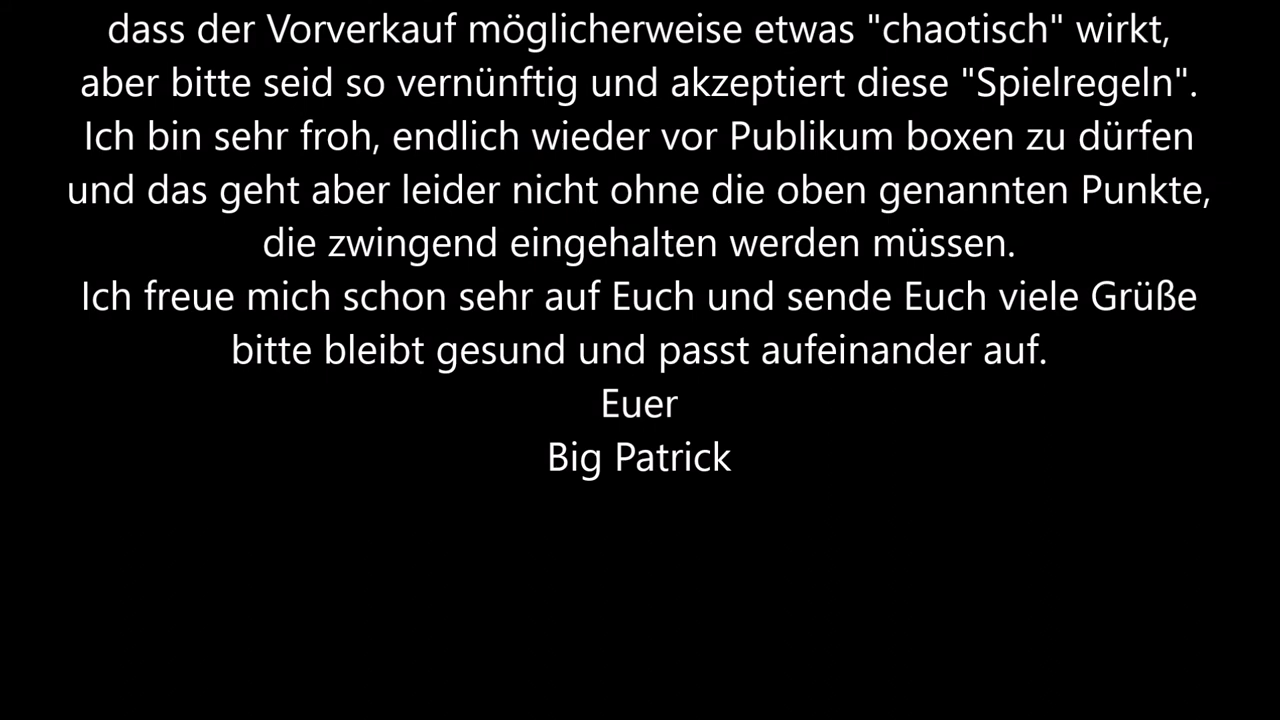 dass der Vorverkauf möglicherweise etwas "chaotisch" wirkt,
aber bitte seid so vernünftig und akzeptiert diese "Spielregeln".
Ich bin sehr froh, endlich wieder vor Publikum boxen zu dürfen
und das geht aber leider nicht ohne die oben genannten Punkte,
die zwingend eingehalten werden müssen.
Ich freue mich schon sehr auf Euch und sende Euch viele Grüße
bitte bleibt gesund und passt aufeinander auf.
Euer
Big Patrick